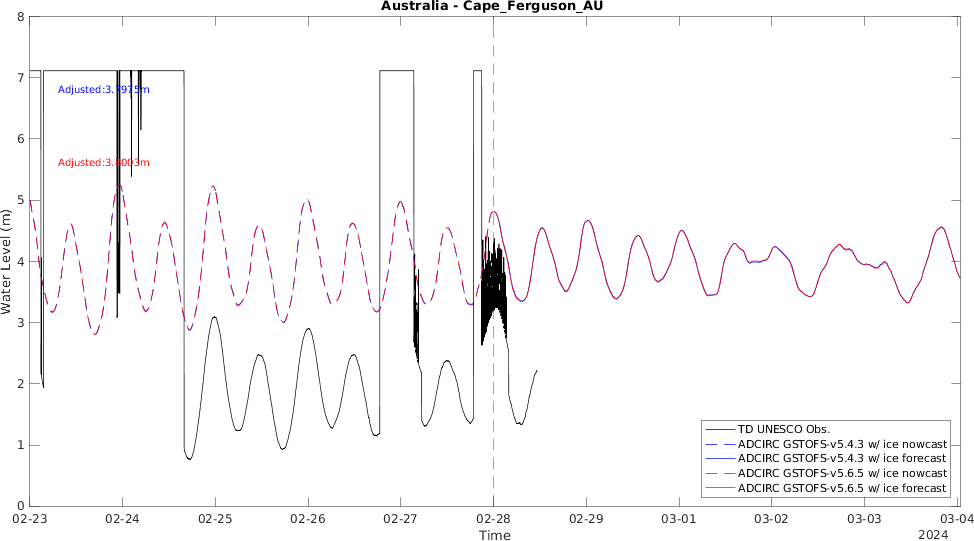 Australia - Cape_Ferguson_AU
8
7
6
5
4
3
2
1
0
Water Level (m)
Adjusted:3.7975m
Adjusted:3.8003m
TD UNESCO Obs.
ADCIRC GSTOFS-v5.4.3 w/ ice nowcast
ADCIRC GSTOFS-v5.4.3 w/ ice forecast
ADCIRC GSTOFS-v5.6.5 w/ ice nowcast
ADCIRC GSTOFS-v5.6.5 w/ ice forecast
02-23 02-24 02-25 02-26 02-27 02-28 02-29 03-01 03-02 03-03 03-04
Time
2024